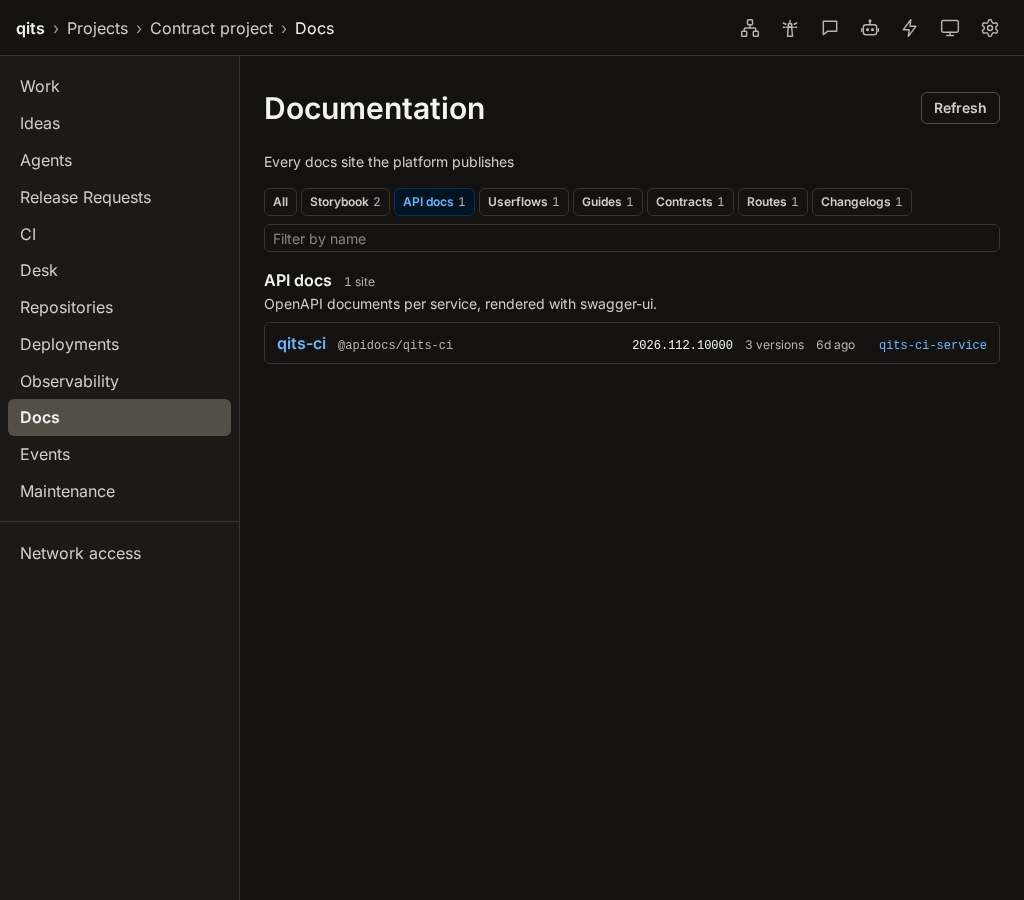 qits › Projects › Contract project › Docs
Work
Ideas
Agents
Release Requests
CI
Desk
Repositories
Deployments
Observability
Docs
Events
Maintenance
Network access
Documentation
Refresh
Every docs site the platform publishes
All Storybook 2 API docs 1 Userflows 1 Guides 1 Contracts 1 Routes 1 Changelogs 1
Filter by name
API docs 1 site
OpenAPI documents per service, rendered with swagger-ui.
qits-ci @apidocs/qits-ci 2026.112.10000 3 versions 6d ago qits-ci-service